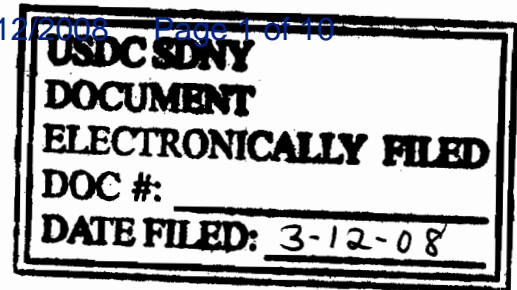 12/2008 Page 1 of 10
USDC SDNY
DOCUMENT
ELECTRONICALLY FILED
DOC #:
DATE FILED: 3-12-08